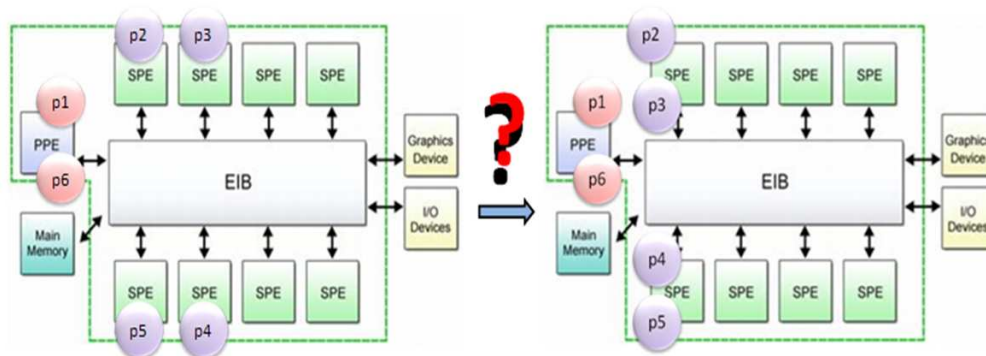 p2 p3
SPE SPE SPE SPE
p1
PPE
p6
EIB
Graphics
Device
I/O
Devices
Main
Memory
SPE SPE SPE SPE
p5 p4
?
p2
SPE SPE SPE SPE
p3
p1
PPE
p6
EIB
Graphics
Device
I/O
Devices
Main
Memory
p4
SPE SPE SPE SPE
p5